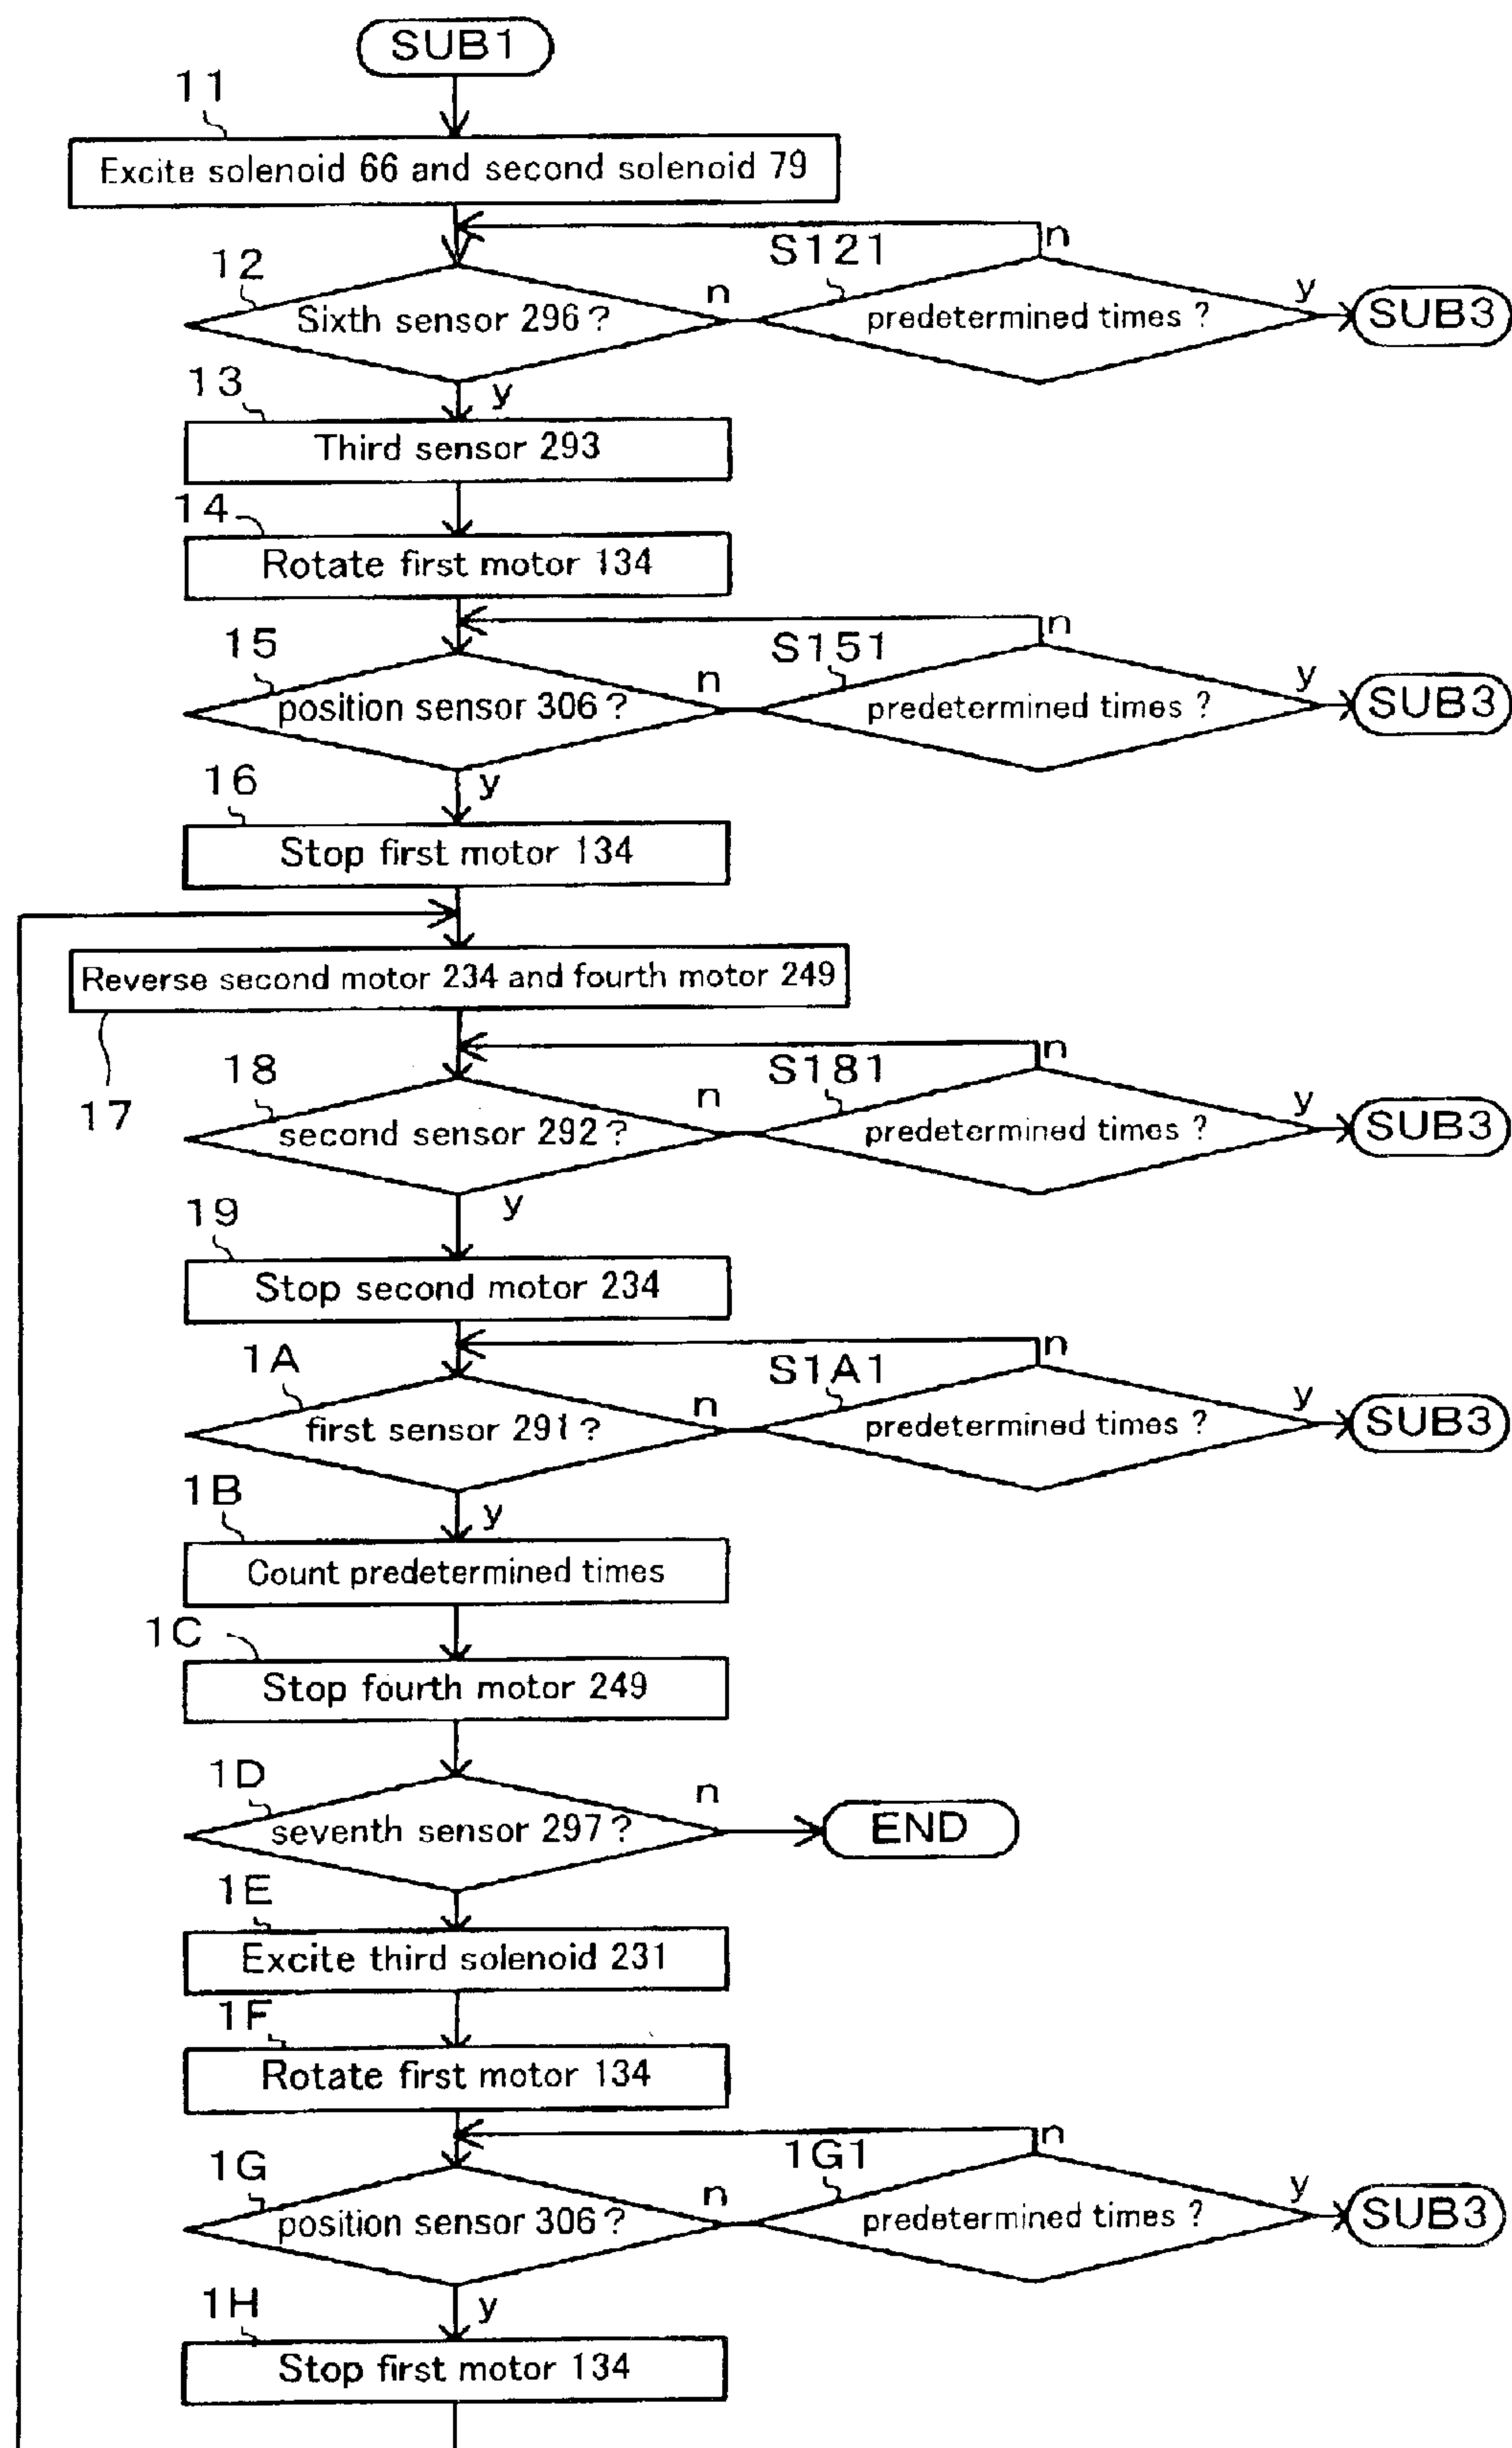 SUB1
11
Excite solenoid 66 and second solenoid 79
n
S121
12
n
y
Sixth sensor 296 ?
predetermined times ?
SUB3
13
y
Third sensor 293
14
Rotate first motor 134
n
15
S151
n
y
position sensor 306 ?
predetermined times ?
SUB3
16
y
Stop first motor 134
Reverse second motor 234 and fourth motor 249
n
18
S181
n
y
17
second sensor 292 ?
predetermined times ?
SUB3
19
y
Stop second motor 234
n
1A
S1A1
n
y
first sensor 291 ?
predetermined times ?
SUB3
1B
y
Count predetermined times
1C
Stop fourth motor 249
1D
n
seventh sensor 297 ?
END
1E
Excite third solenoid 231
1F
Rotate first motor 134
n
1G
1G1
n
y
position sensor 306 ?
predetermined times ?
SUB3
1H
y
Stop first motor 134